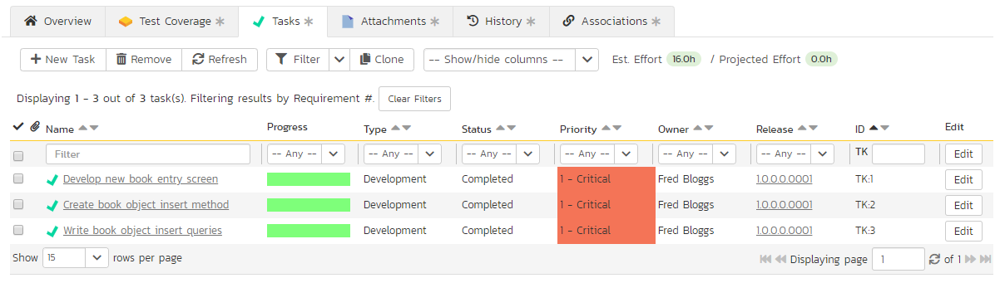 Overview Test Coverage * Tasks * Attachments * History * Associations *
+ New Task Remove Refresh Filter Clone -- Show/hide columns -- Est. Effort 16.0h / Projected Effort 0.0h
Displaying 1 - 3 out of 3 task(s). Filtering results by Requirement #. Clear Filters
Name Progress Type Status Priority Owner Release ID Edit
Filter -- Any -- -- Any -- -- Any -- -- Any -- -- Any -- -- Any -- TK Edit
Develop new book entry screen Development Completed 1 - Critical Fred Bloggs 1.0.0.0.0001 TK:1 Edit
Create book object insert method Development Completed 1 - Critical Fred Bloggs 1.0.0.0.0001 TK:2 Edit
Write book object insert queries Development Completed 1 - Critical Fred Bloggs 1.0.0.0.0001 TK:3 Edit
Show 15 rows per page Displaying page 1 of 1